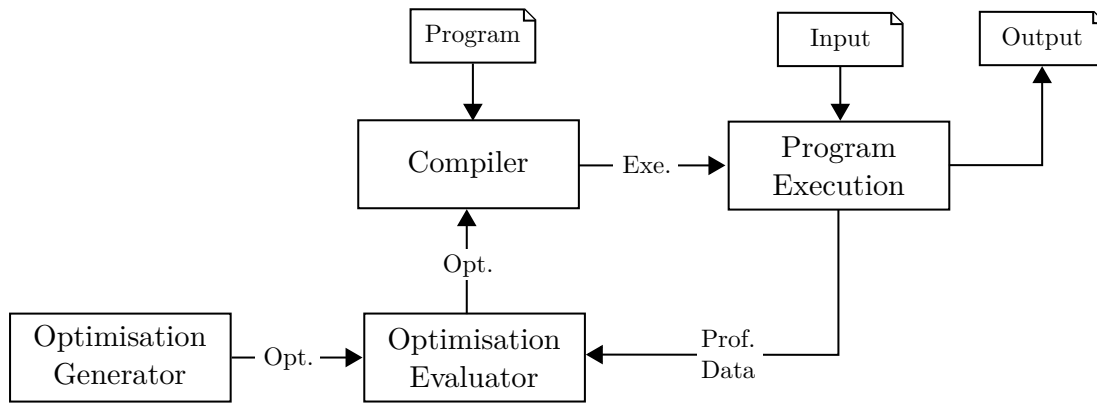 Program
Input
Output
Compiler
Exe.
Program
Execution
Opt.
Optimisation
Generator
Opt.
Optimisation
Evaluator
Prof.
Data